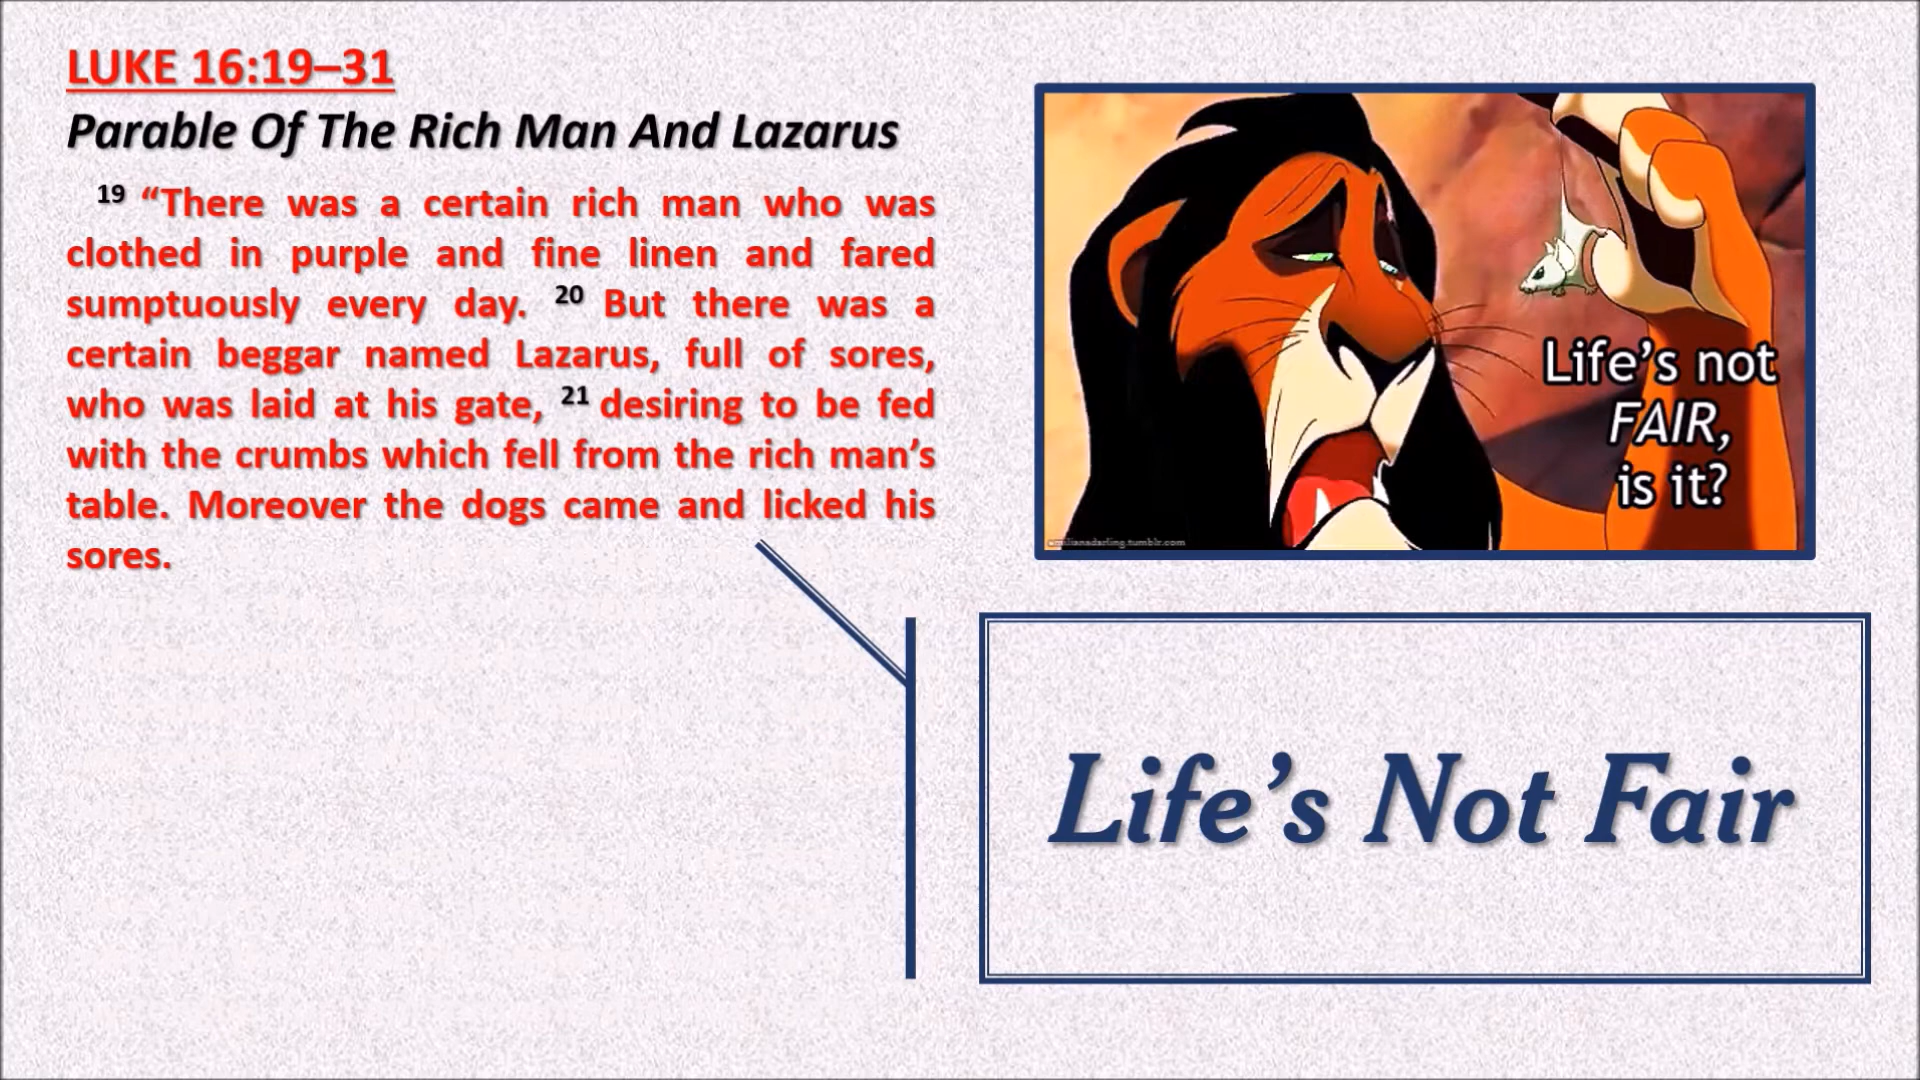 LUKE 16:19–31
Parable Of The Rich Man And Lazarus
19 “There was a certain rich man who was
clothed in purple and fine linen and fared
sumptuously every day. 20 But there was a
certain beggar named Lazarus, full of sores,
who was laid at his gate, 21 desiring to be fed
with the crumbs which fell from the rich man’s
table. Moreover the dogs came and licked his
sores.
Life’s not
FAIR,
is it?
Life’s Not Fair